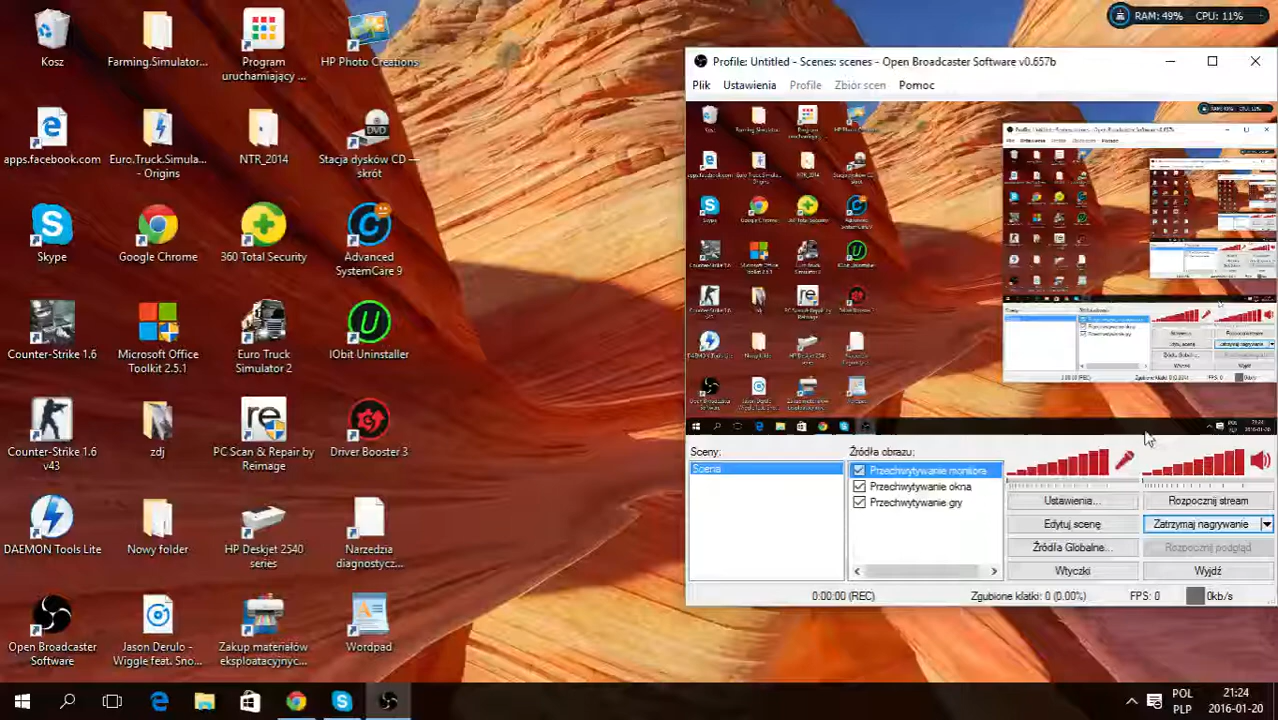 RAM: 49% CPU: 11%
Kosz
Farming.Simulator...
Program
uruchamiający ...
HP Photo Creations
apps.facebook.com
Euro.Truck.Simula...
- Origins
NTR_2014
Stacja dysków CD —
skrót
Skype
Google Chrome
360 Total Security
Advanced
SystemCare 9
Counter-Strike 1.6
Microsoft Office
Toolkit 2.5.1
Euro Truck
Simulator 2
IObit Uninstaller
Counter-Strike 1.6
v43
zdj
PC Scan & Repair by
Reimage
Driver Booster 3
DAEMON Tools Lite
Nowy folder
HP Deskjet 2540
series
Narzedzia
diagnostycz...
Open Broadcaster
Software
Jason Derulo -
Wiggle feat. Sno...
Zakup materiałów
eksploatacyjnyc...
Wordpad
Profile: Untitled - Scenes: scenes - Open Broadcaster Software v0.657b
Plik Ustawienia Profile Zbiór scen Pomoc
Sceny:
Scena
Źródła obrazu:
Przechwytywanie monitora
Przechwytywanie okna
Przechwytywanie gry
Ustawienia...
Rozpocznij stream
Edytuj scenę
Zatrzymaj nagrywanie
Źródła Globalne...
Rozpocznij podgląd
Wtyczki
Wyjdź
0:00:00 (REC)
Zgubione klatki: 0 (0.00%)
FPS: 0
0kb/s
POL
PLP
21:24
2016-01-20